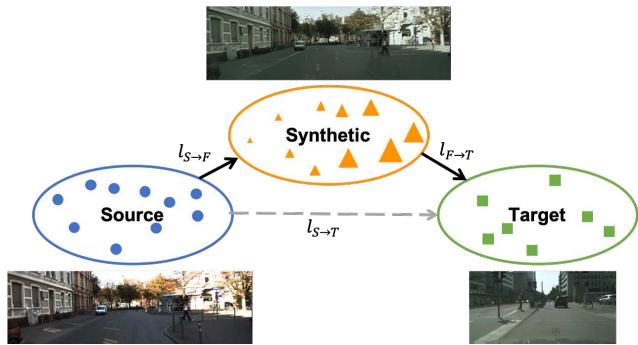 Synthetic
l_{S→F}
l_{F→T}
Source
Target
l_{S→T}